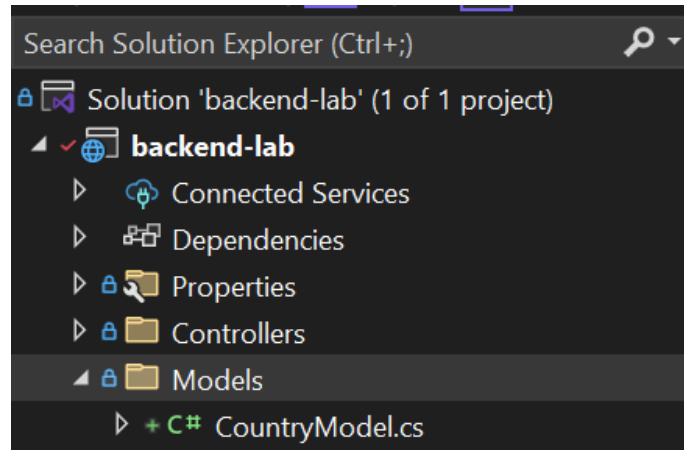 Search Solution Explorer (Ctrl+;)
Solution 'backend-lab' (1 of 1 project)
backend-lab
Connected Services
Dependencies
Properties
Controllers
Models
+ C# CountryModel.cs